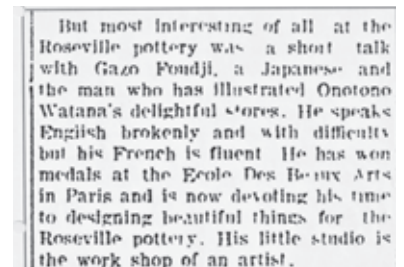 But most interesting of all at the
Roseville pottery was a short talk
with Gazo Foudji, a Japanese and
the man who has illustrated Onotono
Watana's delightful stores. He speaks
English brokenly and with difficulty
but his French is fluent He has won
medals at the Ecole Des Beaux Arts
in Paris and is now devoting his time
to designing beautiful things for the
Roseville pottery. His little studio is
the work shop of an artist.